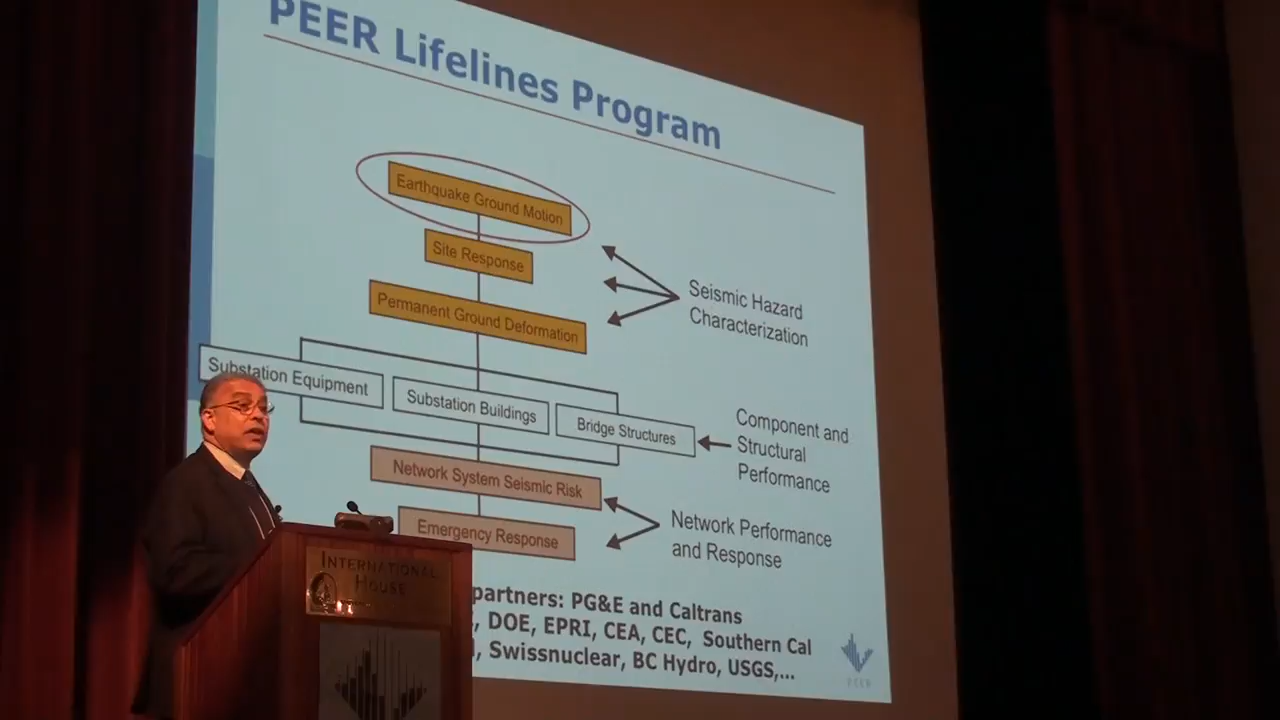 PEER Lifelines Program
Earthquake Ground Motion
Site Response
Permanent Ground Deformation
Seismic Hazard
Characterization
Substation Equipment
Substation Buildings
Bridge Structures
Component and
Structural
Performance
Network System Seismic Risk
Emergency Response
Network Performance
and Response
partners: PG&E and Caltrans
, DOE, EPRI, CEA, CEC, Southern Cal
, Swissnuclear, BC Hydro, USGS,...
PEER
INTERNATIONAL
HOUSE